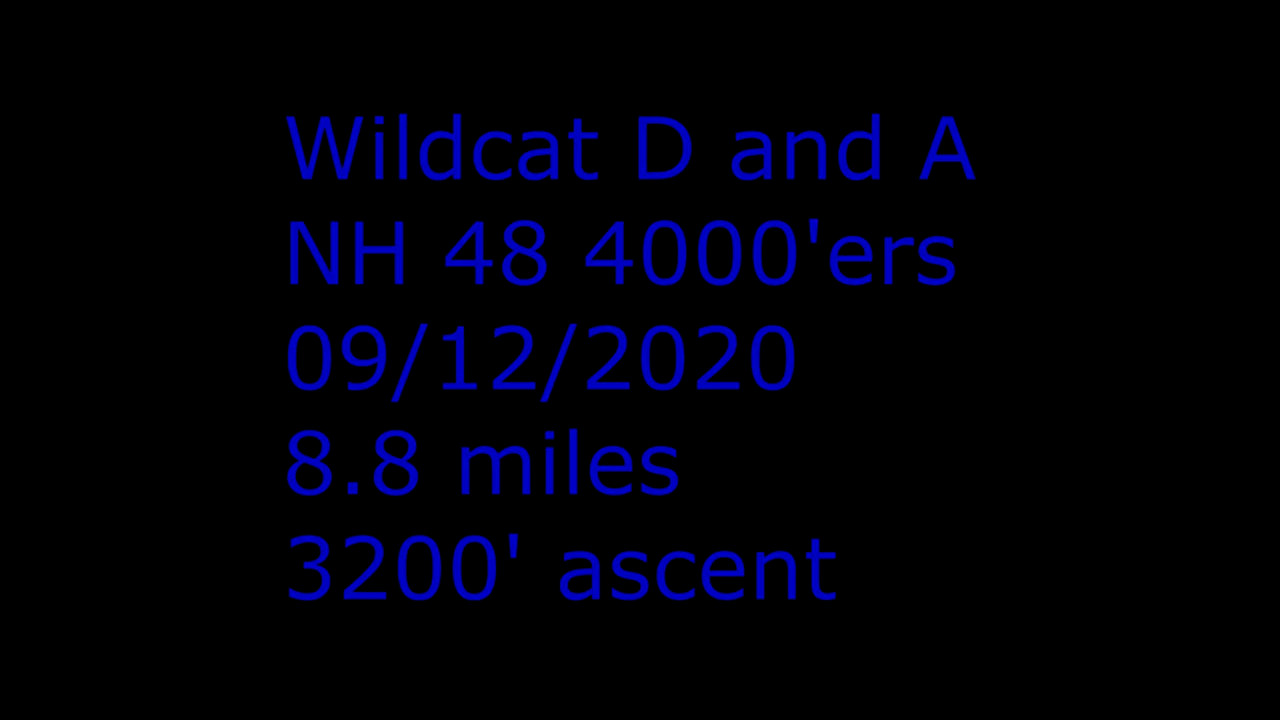 Wildcat D and A
NH 48 4000'ers
09/12/2020
8.8 miles
3200' ascent